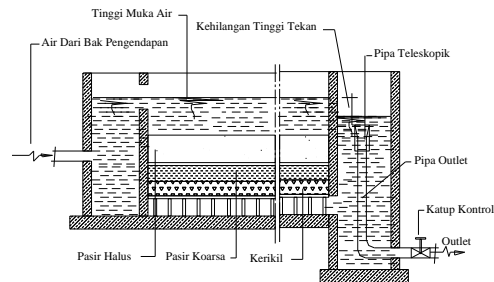 Tinggi Muka Air
Kehilangan Tinggi Tekan
Air Dari Bak Pengendapan
Pipa Teleskopik
Pipa Outlet
Katup Kontrol
Outlet
Pasir Halus
Pasir Koarsa
Kerikil